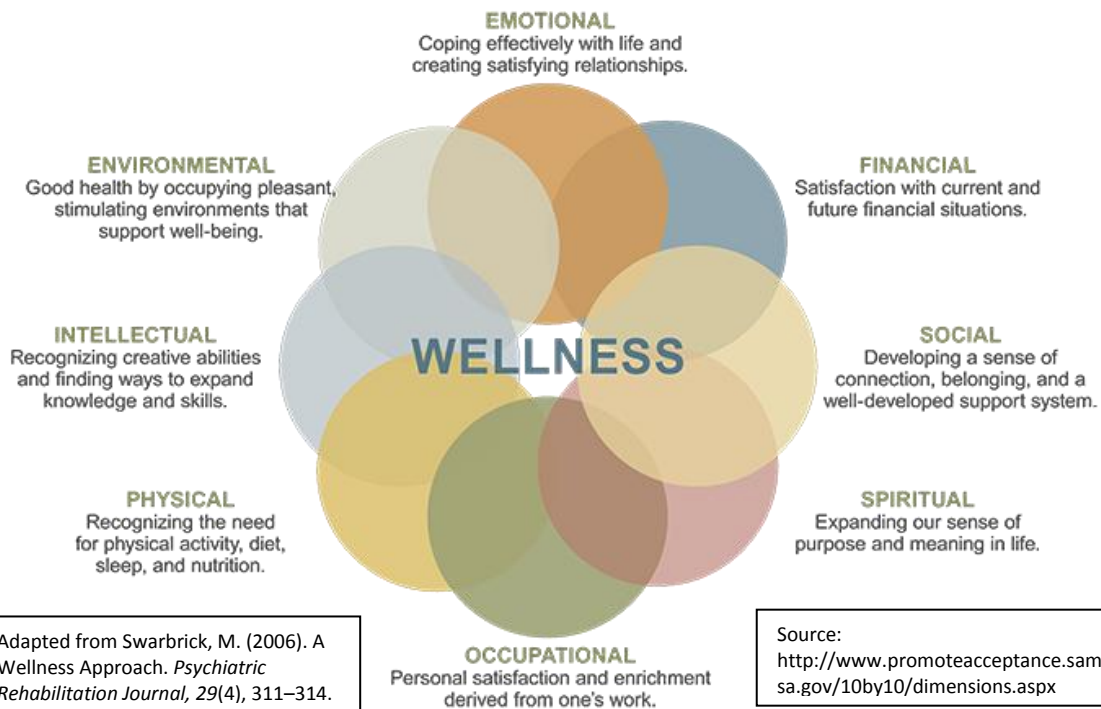 EMOTIONAL
Coping effectively with life and
creating satisfying relationships.
ENVIRONMENTAL
Good health by occupying pleasant,
stimulating environments that
support well-being.
FINANCIAL
Satisfaction with current and
future financial situations.
INTELLECTUAL
Recognizing creative abilities
and finding ways to expand
knowledge and skills.
WELLNESS
SOCIAL
Developing a sense of
connection, belonging, and a
well-developed support system.
PHYSICAL
Recognizing the need
for physical activity, diet,
sleep, and nutrition.
SPIRITUAL
Expanding our sense of
purpose and meaning in life.
Adapted from Swarbrick, M. (2006). A
Wellness Approach. Psychiatric
Rehabilitation Journal, 29(4), 311–314.
OCCUPATIONAL
Personal satisfaction and enrichment
derived from one's work.
Source:
http://www.promoteacceptance.sam
sa.gov/10by10/dimensions.aspx